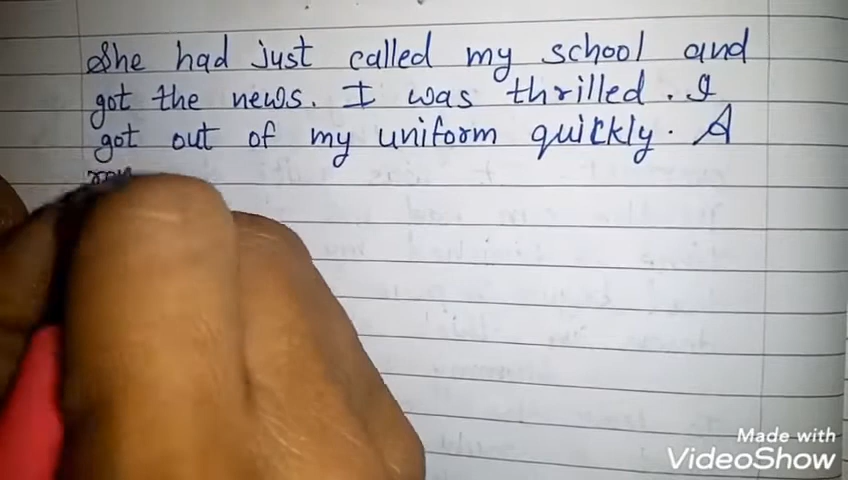 She had just called my school and
got the news. I was thrilled. I
got out of my uniform quickly. A
Made with
VideoShow